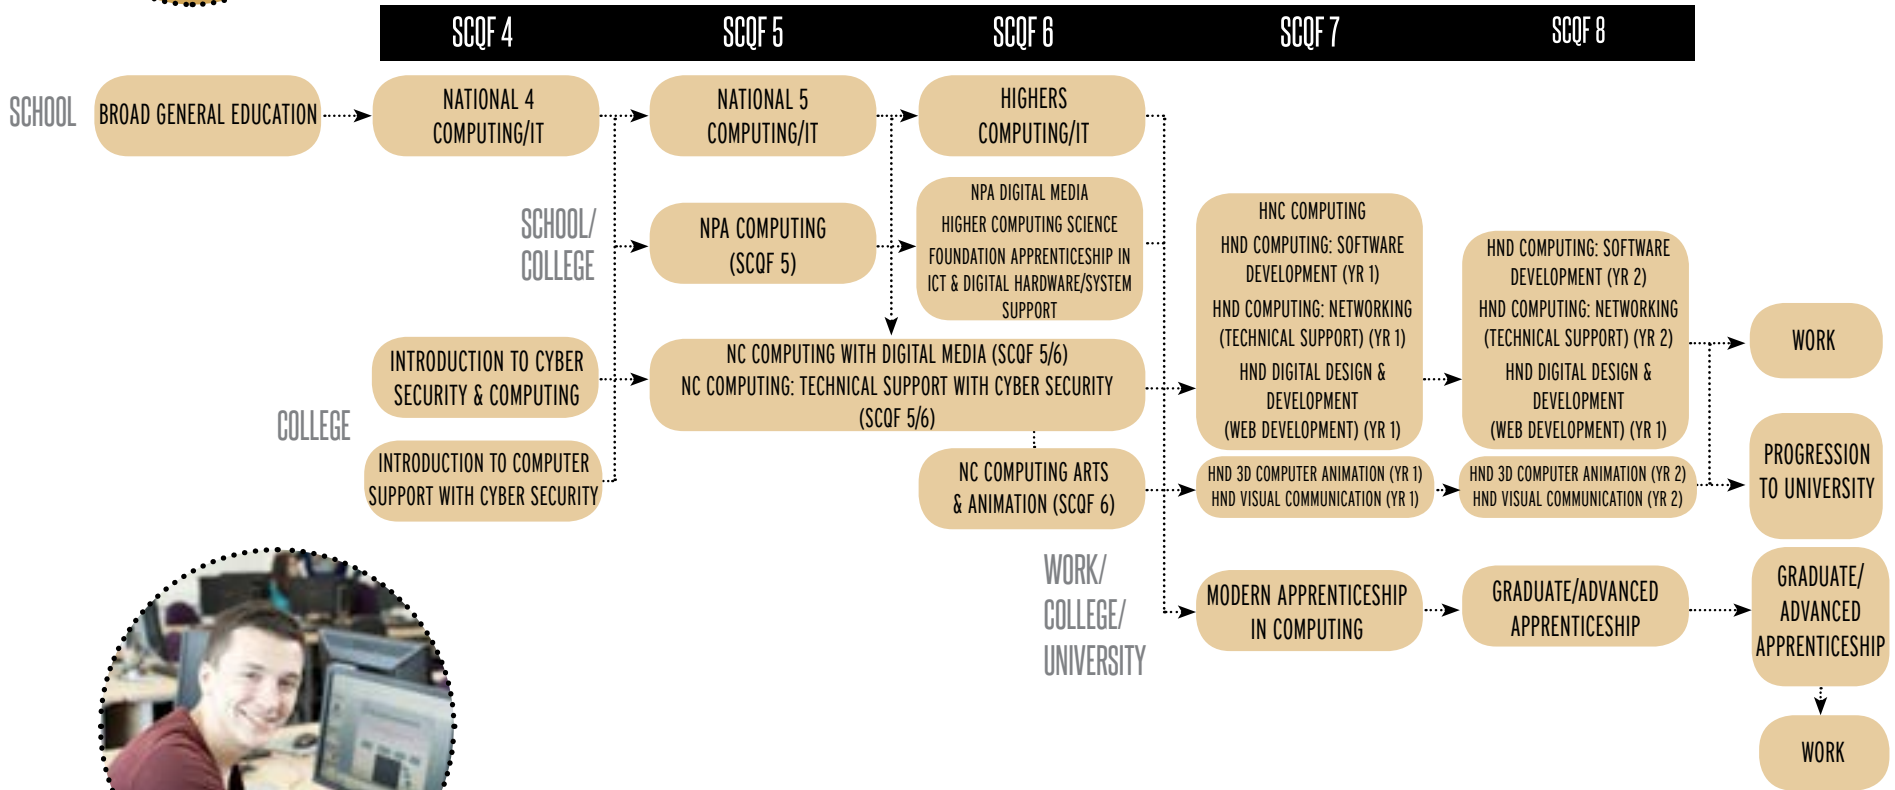 SCQF 4
SCQF 5
SCQF 6
SCQF 7
SCQF 8
SCHOOL
BROAD GENERAL EDUCATION
NATIONAL 4
COMPUTING/IT
NATIONAL 5
COMPUTING/IT
HIGHERS
COMPUTING/IT
SCHOOL/
COLLEGE
NPA COMPUTING
(SCQF 5)
NPA DIGITAL MEDIA
HIGHER COMPUTING SCIENCE
FOUNDATION APPRENTICESHIP IN
ICT & DIGITAL HARDWARE/SYSTEM
SUPPORT
HNC COMPUTING
HND COMPUTING: SOFTWARE
DEVELOPMENT (YR 1)
HND COMPUTING: NETWORKING
(TECHNICAL SUPPORT) (YR 1)
HND DIGITAL DESIGN &
DEVELOPMENT
(WEB DEVELOPMENT) (YR 1)
HND COMPUTING: SOFTWARE
DEVELOPMENT (YR 2)
HND COMPUTING: NETWORKING
(TECHNICAL SUPPORT) (YR 2)
HND DIGITAL DESIGN &
DEVELOPMENT
(WEB DEVELOPMENT) (YR 1)
WORK
COLLEGE
INTRODUCTION TO CYBER
SECURITY & COMPUTING
NC COMPUTING WITH DIGITAL MEDIA (SCQF 5/6)
NC COMPUTING: TECHNICAL SUPPORT WITH CYBER SECURITY
(SCQF 5/6)
INTRODUCTION TO COMPUTER
SUPPORT WITH CYBER SECURITY
NC COMPUTING ARTS
& ANIMATION (SCQF 6)
HND 3D COMPUTER ANIMATION (YR 1)
HND VISUAL COMMUNICATION (YR 1)
HND 3D COMPUTER ANIMATION (YR 2)
HND VISUAL COMMUNICATION (YR 2)
PROGRESSION
TO UNIVERSITY
WORK/
COLLEGE/
UNIVERSITY
MODERN APPRENTICESHIP
IN COMPUTING
GRADUATE/ADVANCED
APPRENTICESHIP
GRADUATE/
ADVANCED
APPRENTICESHIP
WORK